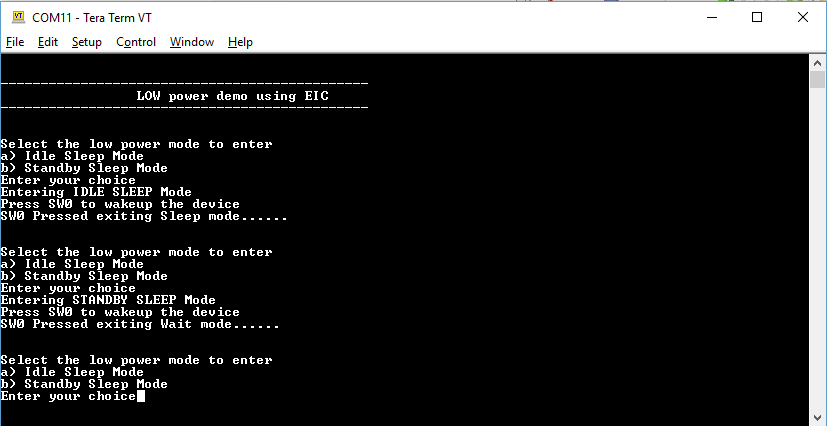 COM11 - Tera Term VT
File Edit Setup Control Window Help
------------------------------------------------
LOW power demo using EIC
------------------------------------------------
Select the low power mode to enter
a) Idle Sleep Mode
b) Standby Sleep Mode
Enter your choice
Entering IDLE SLEEP Mode
Press SW0 to wakeup the device
SW0 Pressed exiting Sleep mode......
Select the low power mode to enter
a) Idle Sleep Mode
b) Standby Sleep Mode
Enter your choice
Entering STANDBY SLEEP Mode
Press SW0 to wakeup the device
SW0 Pressed exiting Wait mode......
Select the low power mode to enter
a) Idle Sleep Mode
b) Standby Sleep Mode
Enter your choice